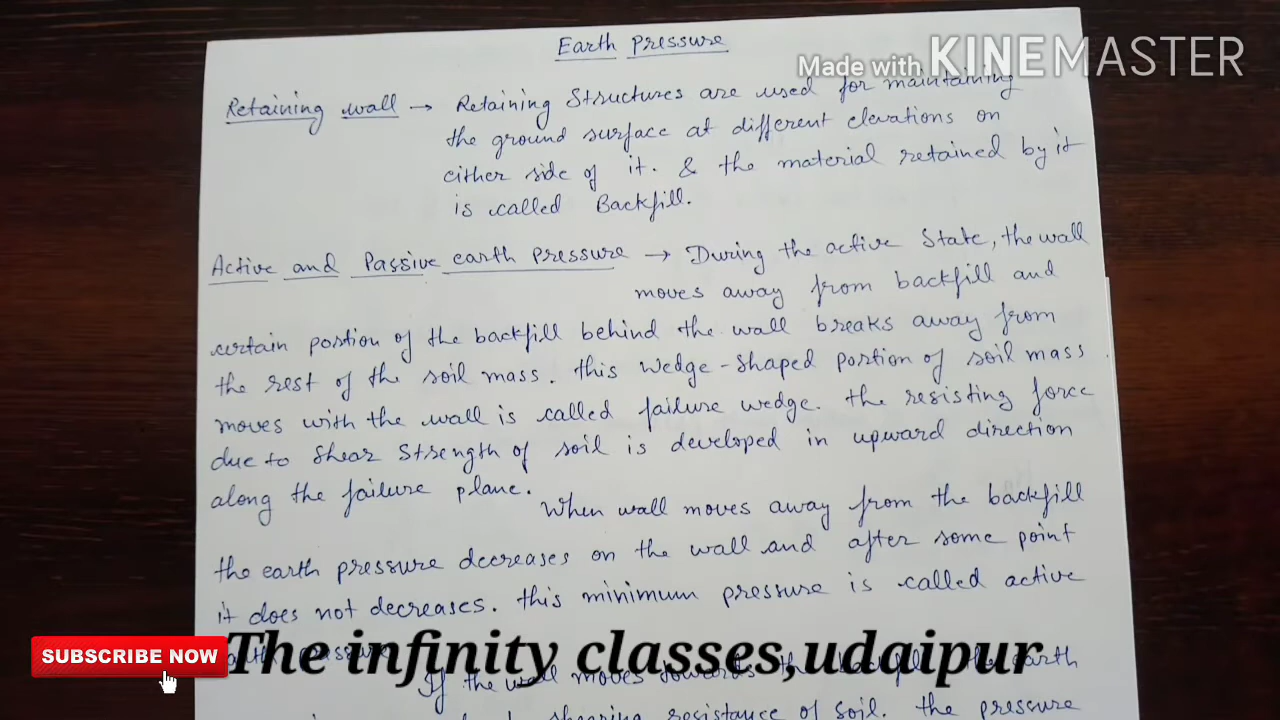 Earth Pressure
Made with KINEMASTER
Retaining wall → Retaining Structures are used for maintaining
the ground surface at different elevations on
either side of it. & the material retained by it
is called Backfill.
Active and Passive earth pressure → During the active State, the wall
moves away from backfill and
certain portion of the backfill behind the wall breaks away from
the rest of the soil mass. this wedge-shaped portion of soil mass
moves with the wall is called failure wedge. the resisting force
due to Shear Strength of soil is developed in upward direction
along the failure plane.
When wall moves away from the backfill
the earth pressure decreases on the wall and after some point
it does not decreases. this minimum pressure is called active
SUBSCRIBE NOW
The infinity classes,udaipur
If the wall moves towards the earth
shearing resistance of soil. the pressure